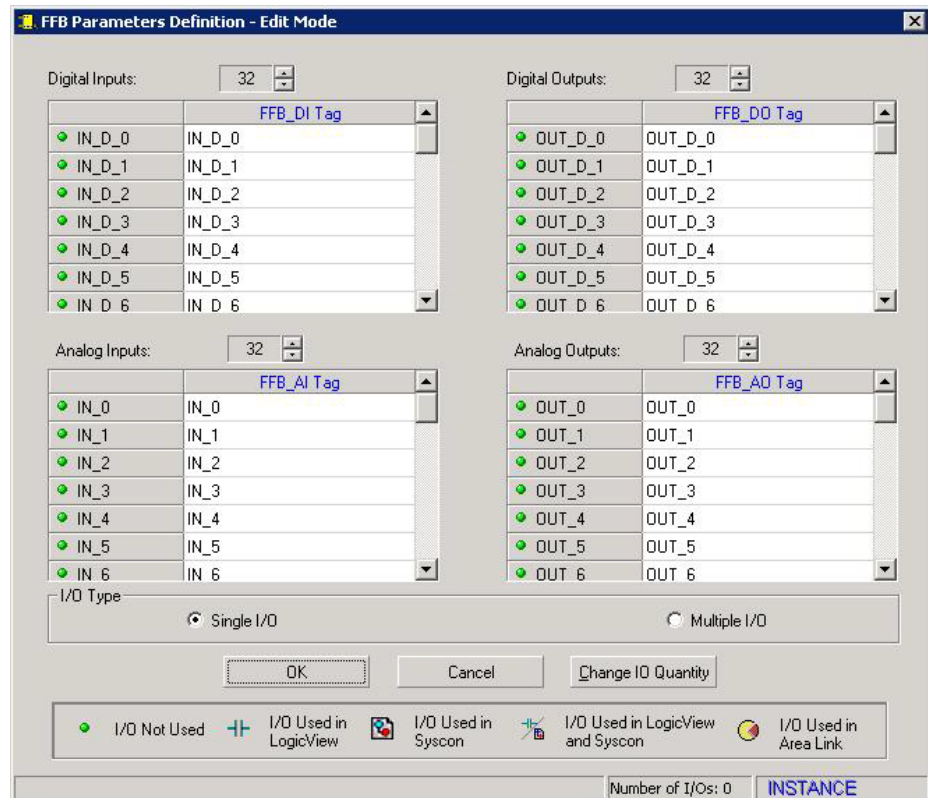 FFB Parameters Definition - Edit Mode
Digital Inputs: 32
FFB_DI Tag
IN_D_0 IN_D_0
IN_D_1 IN_D_1
IN_D_2 IN_D_2
IN_D_3 IN_D_3
IN_D_4 IN_D_4
IN_D_5 IN_D_5
IN_D_6 IN_D_6
Digital Outputs: 32
FFB_DO Tag
OUT_D_0 OUT_D_0
OUT_D_1 OUT_D_1
OUT_D_2 OUT_D_2
OUT_D_3 OUT_D_3
OUT_D_4 OUT_D_4
OUT_D_5 OUT_D_5
OUT_D_6 OUT_D_6
Analog Inputs: 32
FFB_AI Tag
IN_0 IN_0
IN_1 IN_1
IN_2 IN_2
IN_3 IN_3
IN_4 IN_4
IN_5 IN_5
IN_6 IN_6
Analog Outputs: 32
FFB_AO Tag
OUT_0 OUT_0
OUT_1 OUT_1
OUT_2 OUT_2
OUT_3 OUT_3
OUT_4 OUT_4
OUT_5 OUT_5
OUT_6 OUT_6
I/O Type
Single I/O
Multiple I/O
OK
Cancel
Change IO Quantity
I/O Not Used
I/O Used in
LogicView
I/O Used in
Syscon
I/O Used in LogicView
and Syscon
I/O Used in
Area Link
Number of I/Os: 0
INSTANCE